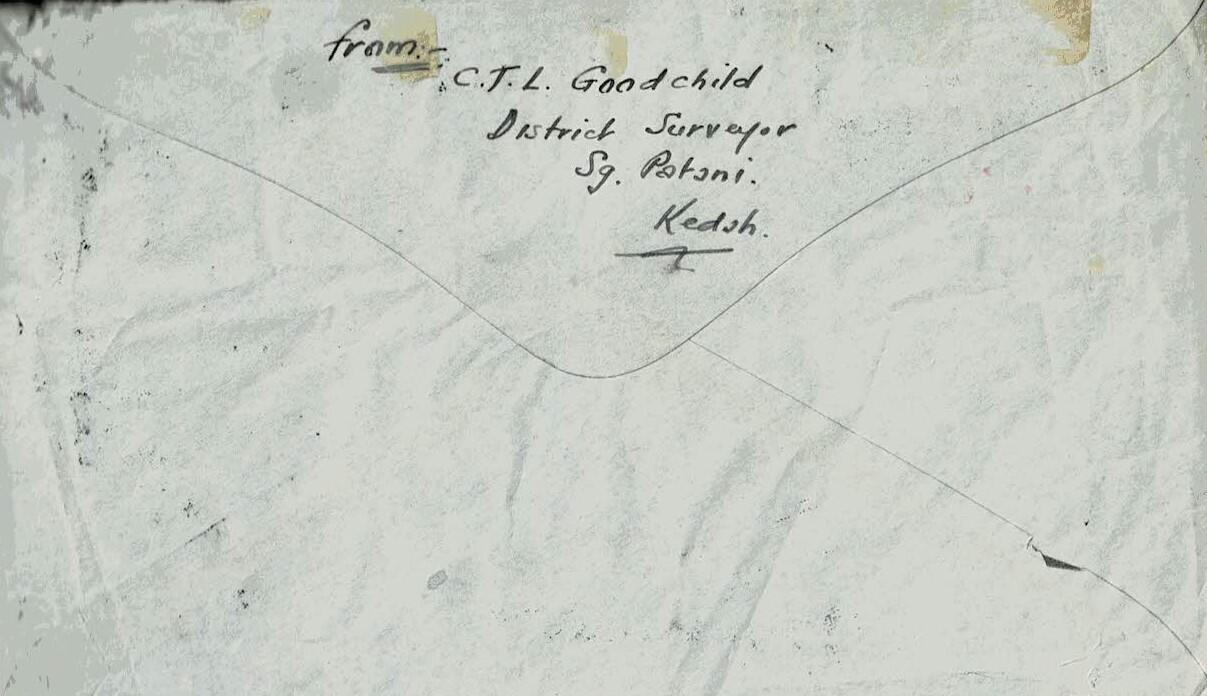 from:-
C.T.L. Goodchild
District Surveyor
Sg. Patani.
Kedah.